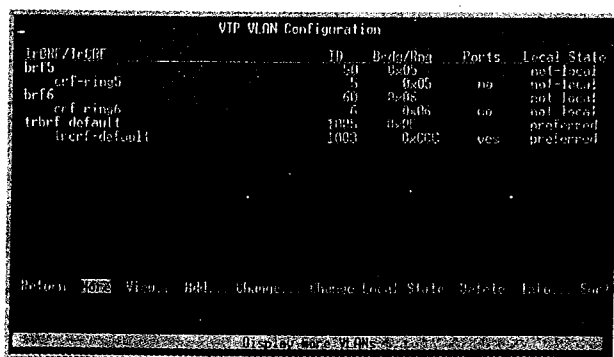 VTP VLAN Configuration
TrBRF/TrCRF ID Brdg/Rng Ports Local State
brf5 50 0x05 not-local
crf-ring5 5 0x05 no not-local
brf6 60 0x06 not-local
crf-ring6 6 0x06 no not-local
trbrf-default 1005 preferred
trcrf-default 1003 0xCCC yes preferred
Return More View... Add... Change... Change Local State Delete Info... Sort
Display more VLANs